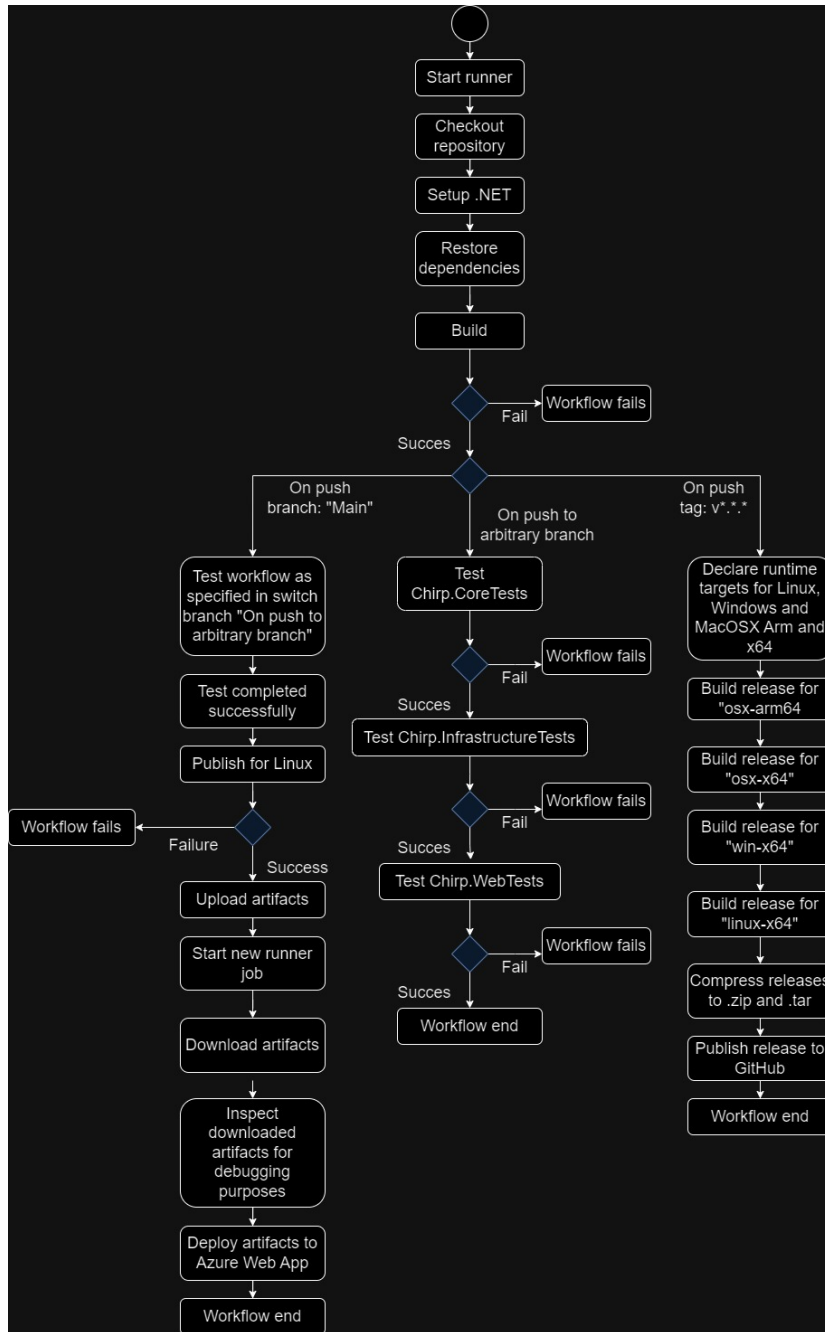 Start runner
Checkout
repository
Setup .NET
Restore
dependencies
Build
Workflow fails
Fail
Succes
On push
branch: "Main"
On push to
arbitrary branch
On push
tag: v*.*.*
Test workflow as
specified in switch
branch "On push to
arbitrary branch"
Test completed
successfully
Publish for Linux
Workflow fails
Failure
Success
Upload artifacts
Start new runner
job
Download artifacts
Inspect
downloaded
artifacts for
debugging
purposes
Deploy artifacts to
Azure Web App
Workflow end
Test
Chirp.CoreTests
Workflow fails
Fail
Succes
Test Chirp.InfrastructureTests
Workflow fails
Fail
Succes
Test Chirp.WebTests
Workflow fails
Fail
Succes
Workflow end
Declare runtime
targets for Linux,
Windows and
MacOSX Arm and
x64
Build release for
"osx-arm64
Build release for
"osx-x64"
Build release for
"win-x64"
Build release for
"linux-x64"
Compress releases
to .zip and .tar
Publish release to
GitHub
Workflow end